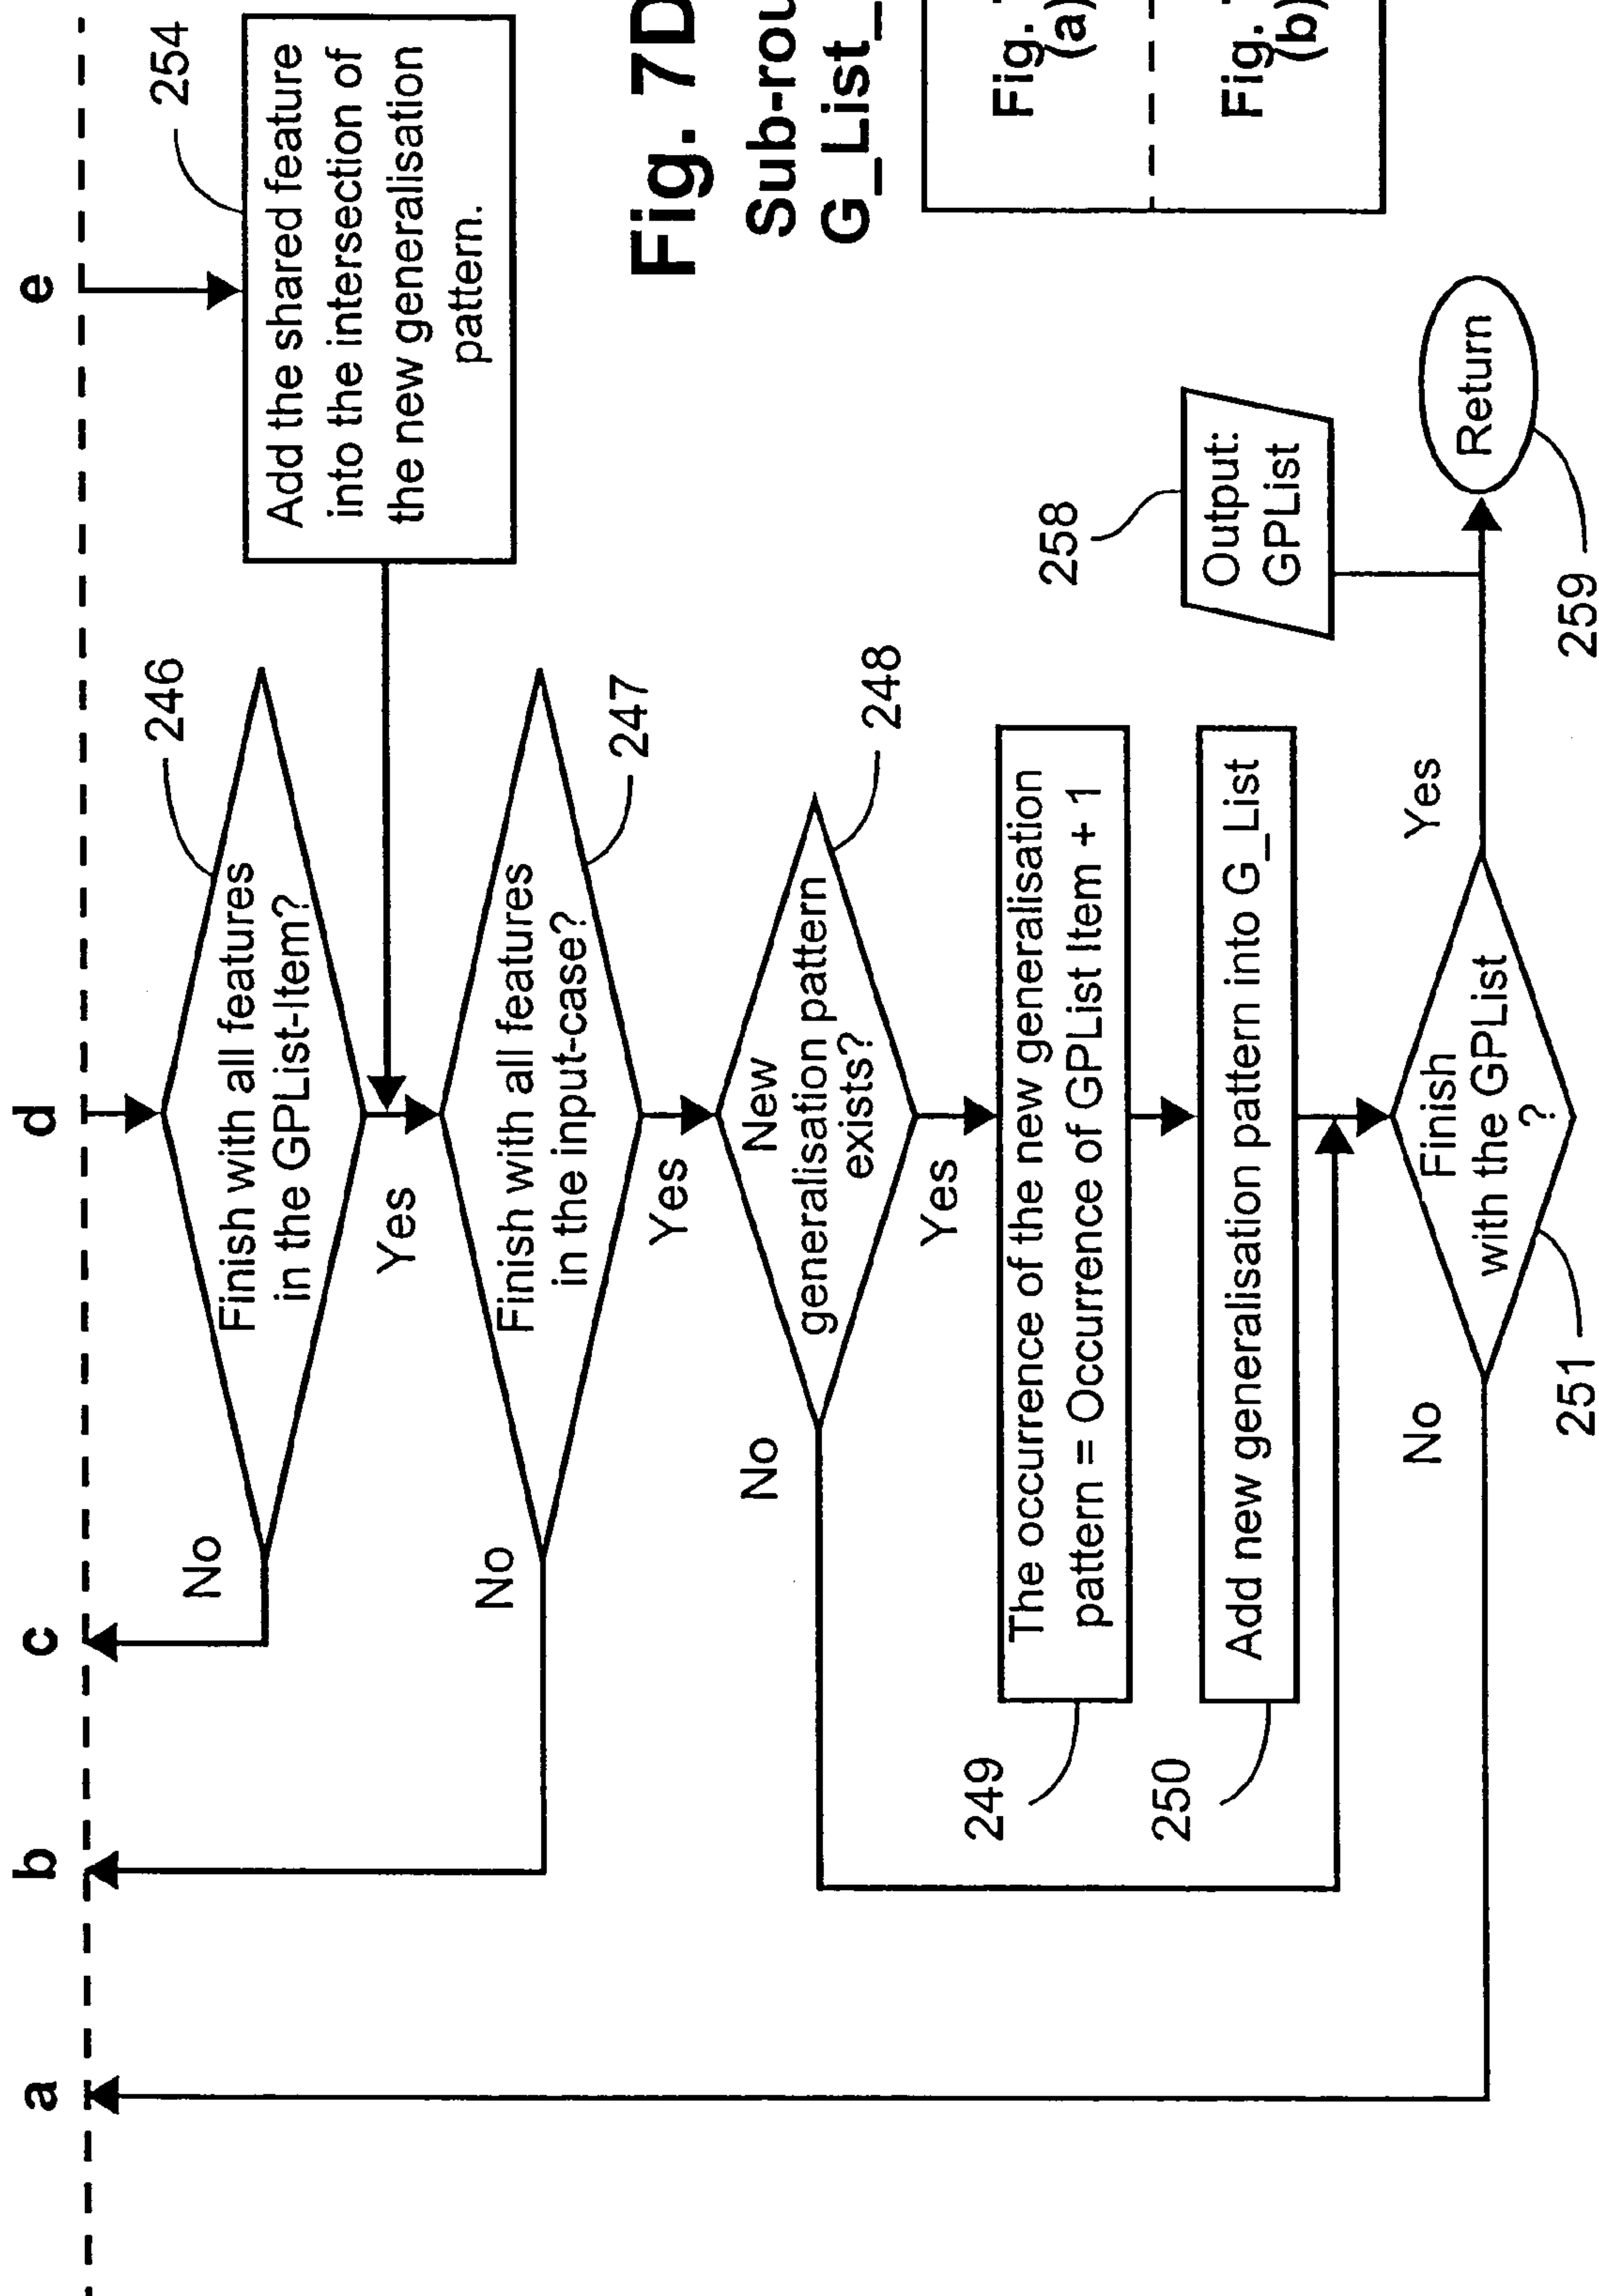 a
b
c
d
e
No
Finish with all features
in the GPList-Item?
246
Add the shared feature
into the intersection of
the new generalisation
pattern.
254
Yes
No
Finish with all features
in the input-case?
247
Yes
No
New
generalisation pattern
exists?
248
Yes
249
The occurrence of the new generalisation
pattern = Occurrence of GPList Item + 1
250
Add new generalisation pattern into G_List
No
Finish
with the GPList
?
Yes
251
258
Output:
GPList
Return
259
Fig. 7D
G_List_
Fig.
(a)
Fig.
(b)